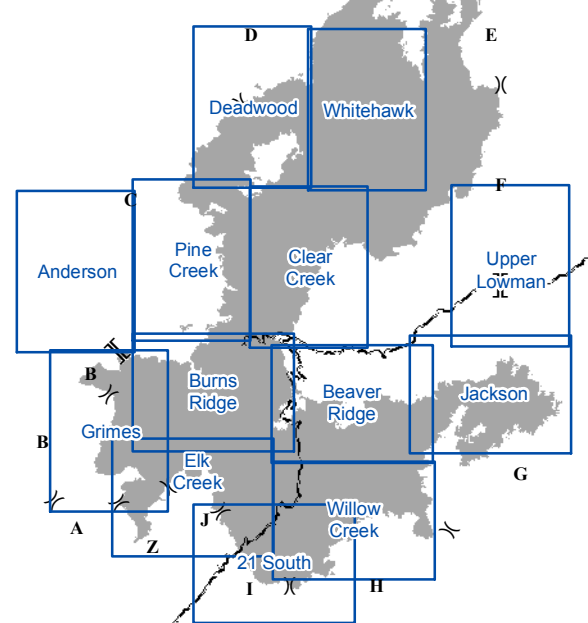 D
E
Deadwood
Whitehawk
C
F
Anderson
Pine
Creek
Clear
Creek
Upper
Lowman
B
Burns
Ridge
Beaver
Ridge
Jackson
B
Grimes
Elk
Creek
G
A
Z
J
Willow
Creek
21 South
I
H